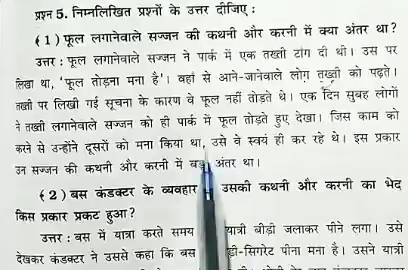 प्रश्न 5. निम्नलिखित प्रश्नों के उत्तर दीजिए :
(1) फूल लगानेवाले सज्जन की कथनी और करनी में क्या अंतर था?
उत्तर : फूल लगानेवाले सज्जन ने पार्क में एक तख्ती टांग दी थी। उस पर
लिखा था, 'फूल तोड़ना मना है'। वहां से आने-जानेवाले लोग तख्ती को पढ़ते।
तख्ती पर लिखी गई सूचना के कारण वे फूल नहीं तोड़ते थे। एक दिन सुबह लोगों
ने तख्ती लगानेवाले सज्जन को ही पार्क में फूल तोड़ते हुए देखा। जिस काम को
करने से उन्होंने दूसरों को मना किया था, उसे वे स्वयं ही कर रहे थे। इस प्रकार
उन सज्जन की कथनी और करनी में बड़ा अंतर था।
(2) बस कंडक्टर के व्यवहार उसकी कथनी और करनी का भेद
किस प्रकार प्रकट हुआ?
उत्तर : बस में यात्रा करते समय यात्री बीड़ी जलाकर पीने लगा। उसे
देखकर कंडक्टर ने उससे कहा कि बस ड़ी-सिगरेट पीना मना है। उसने यात्री